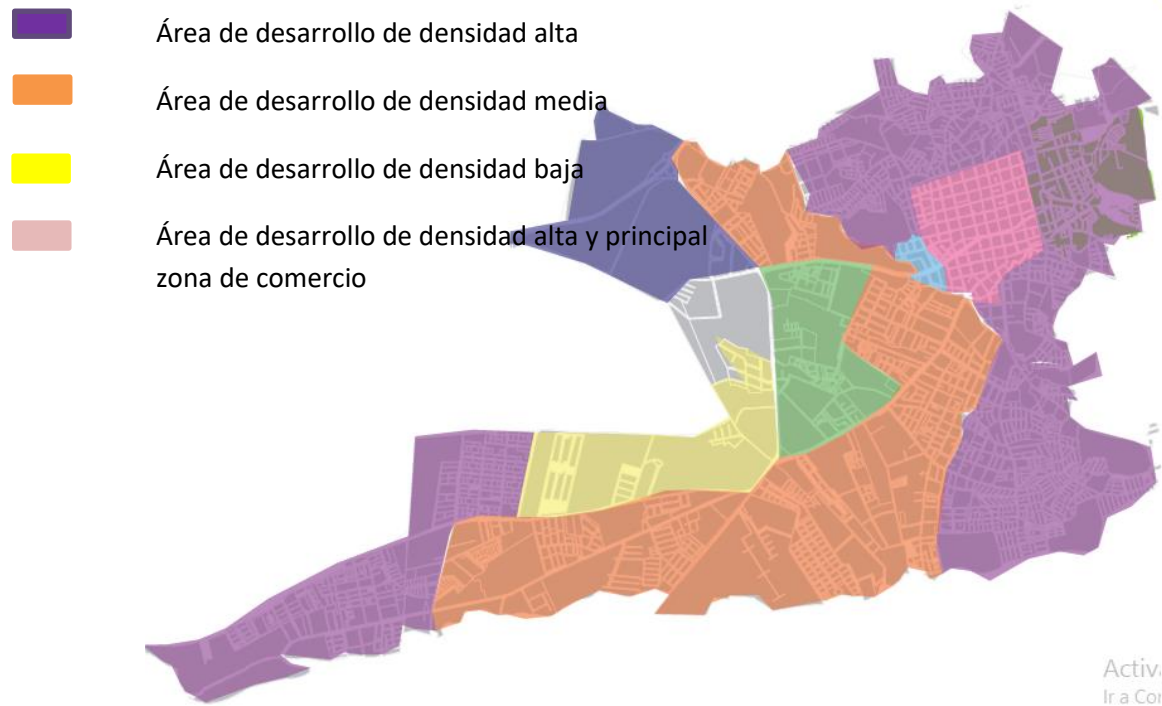 Área de desarrollo de densidad alta
Área de desarrollo de densidad media
Área de desarrollo de densidad baja
Área de desarrollo de densidad alta y principal
zona de comercio
Ir a